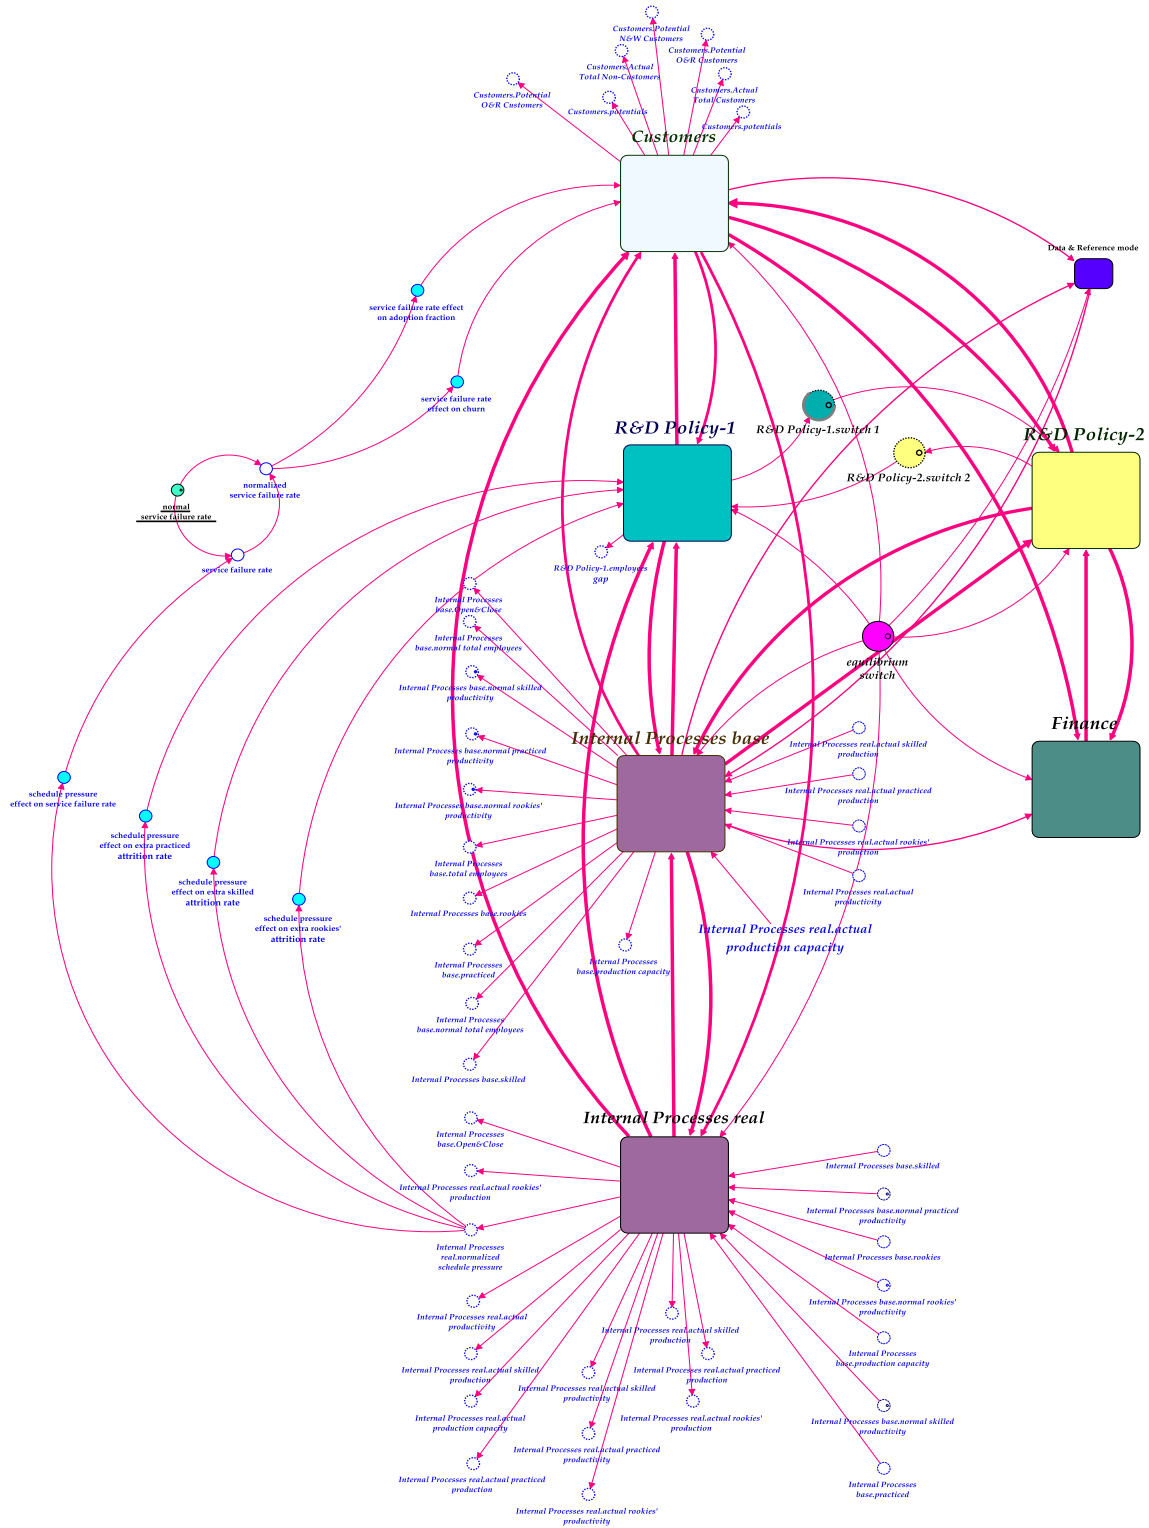 Customers.Potential
N&W Customers
Customers.Potential
O&R Customers
Customers.Actual
Total Non-Customers
Customers.Actual
Total Customers
Customers.Potential
O&R Customers
Customers.potentials
Customers.potentials
Customers
Data & Reference mode
service failure rate effect
on adoption fraction
service failure rate
effect on churn
R&D Policy-1
R&D Policy-1.switch 1
R&D Policy-2
R&D Policy-2.switch 2
normalized
service failure rate
normal
service failure rate
service failure rate
R&D Policy-1.employers
gap
Internal Processes
base.Open&Close
Internal Processes
base.normal total employees
equilibrium
switch
Internal Processes base.normal skilled
productivity
Finance
Internal Processes base
Internal Processes base.normal practiced
productivity
Internal Processes real.actual skilled
production
Internal Processes real.actual practiced
production
schedule pressure
effect on service failure rate
Internal Processes base.normal rookies'
productivity
schedule pressure
effect on extra practiced
attrition rate
Internal Processes real.actual rookies'
production
Internal Processes
base.total employees
schedule pressure
effect on extra skilled
attrition rate
Internal Processes real.actual
productivity
Internal Processes base.rookies
schedule pressure
effect on extra rookies'
attrition rate
Internal Processes real.actual
production capacity
Internal Processes
base.practiced
Internal Processes
base.production capacity
Internal Processes
base.normal total employees
Internal Processes base.skilled
Internal Processes real
Internal Processes
base.Open&Close
Internal Processes base.skilled
Internal Processes real.actual rookies'
production
Internal Processes base.normal practiced
productivity
Internal Processes
real.normalized
schedule pressure
Internal Processes base.rookies
Internal Processes base.normal rookies'
productivity
Internal Processes real.actual
productivity
Internal Processes real.actual skilled
production
Internal Processes
base.production capacity
Internal Processes real.actual skilled
production
Internal Processes real.actual practiced
production
Internal Processes real.actual skilled
productivity
Internal Processes real.actual
production capacity
Internal Processes real.actual rookies'
production
Internal Processes base.normal skilled
productivity
Internal Processes real.actual practiced
productivity
Internal Processes real.actual practiced
production
Internal Processes
base.practiced
Internal Processes real.actual rookies'
productivity